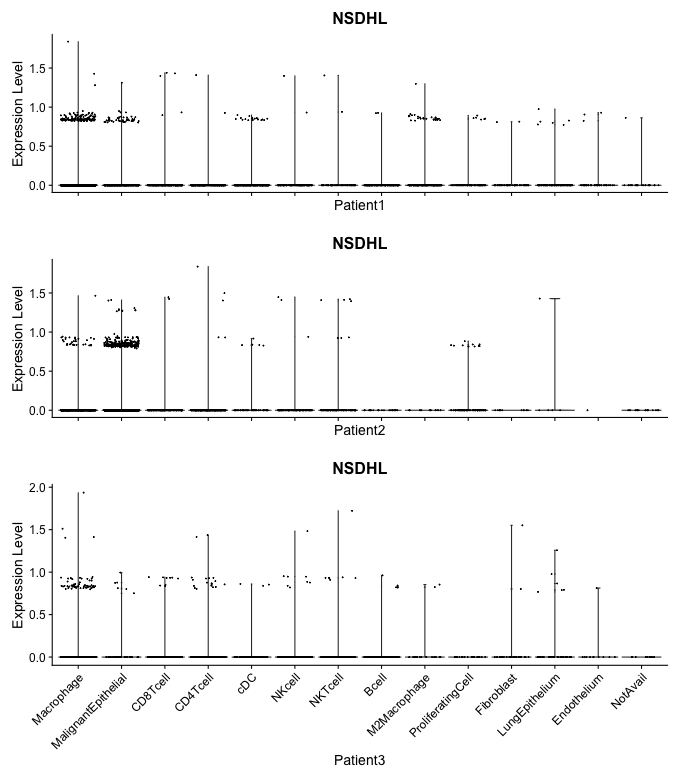 NSDHL
Expression Level
1.5
1.0
0.5
0.0
Patient1
NSDHL
Expression Level
1.5
1.0
0.5
0.0
Patient2
NSDHL
Expression Level
2.0
1.5
1.0
0.5
0.0
Macrophage
MalignantEpithelial
CD8Tcell
CD4Tcell
cDC
NKcell
NKTcell
Bcell
M2Macrophage
ProliferatingCell
Fibroblast
LungEpithelium
Endothelium
NotAvail
Patient3